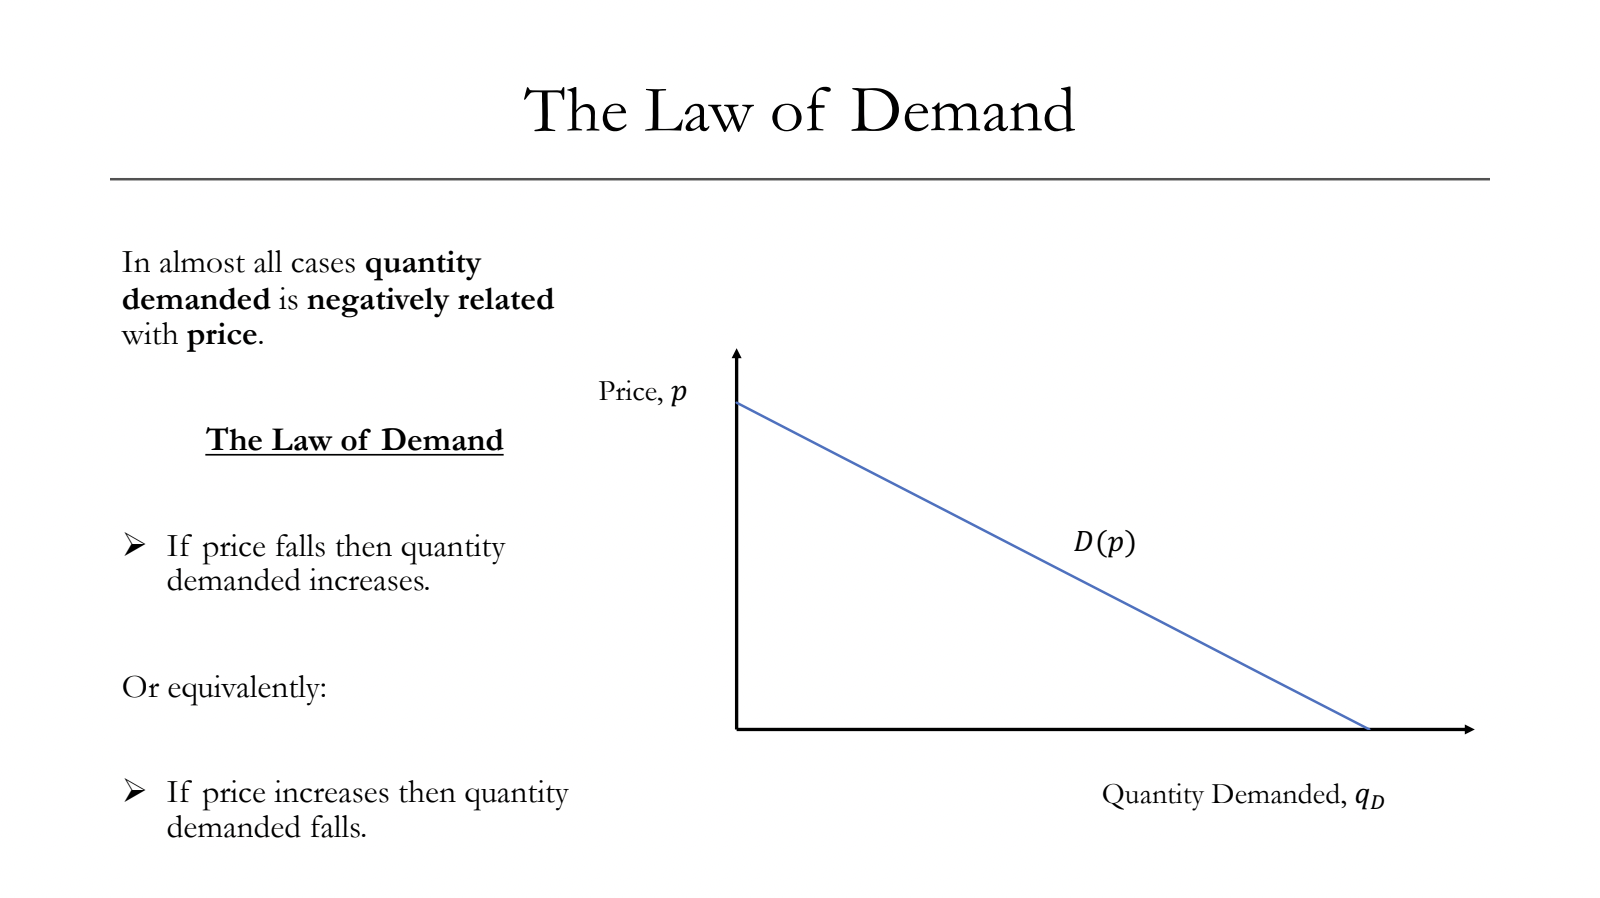 The Law of Demand
In almost all cases quantity
demanded is negatively related
with price.
The Law of Demand
➢ If price falls then quantity
demanded increases.
Or equivalently:
➢ If price increases then quantity
demanded falls.
Price, 𝑝
𝐷(𝑝)
Quantity Demanded, 𝑞𝐷